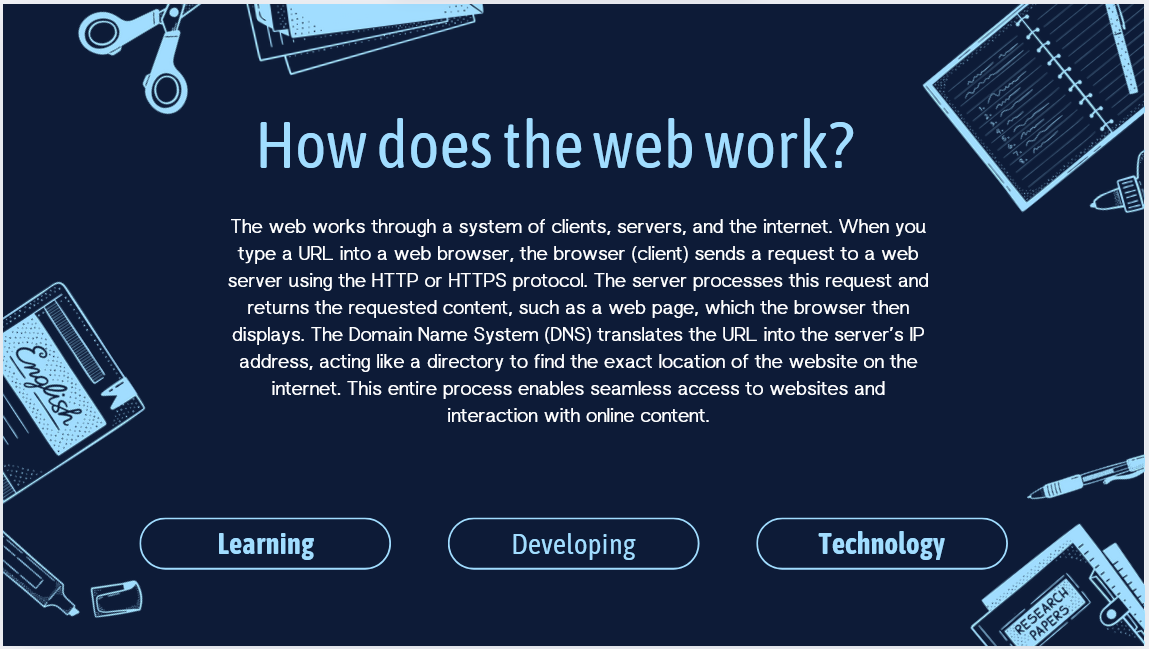 How does the web work?
The web works through a system of clients, servers, and the internet. When you
type a URL into a web browser, the browser (client) sends a request to a web
server using the HTTP or HTTPS protocol. The server processes this request and
returns the requested content, such as a web page, which the browser then
displays. The Domain Name System (DNS) translates the URL into the server's IP
address, acting like a directory to find the exact location of the website on the
internet. This entire process enables seamless access to websites and
interaction with online content.
English
Learning
Developing
Technology
RESEARCH
PAPERS